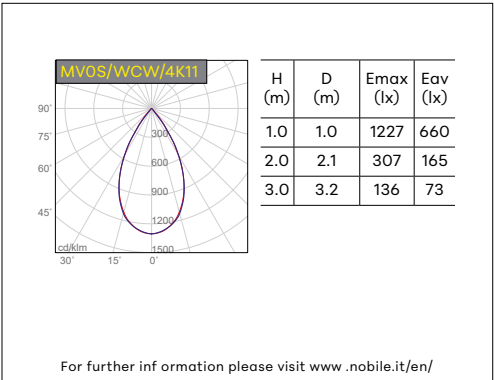 MV0S/WCW/4K11
90°
75°
60°
45°
30°
15°
0°
300
600
900
1200
1500
cd/klm
H (m) D (m) Emax (lx) Eav (lx)
1.0 1.0 1227 660
2.0 2.1 307 165
3.0 3.2 136 73
For further inf ormation please visit www .nobile.it/en/